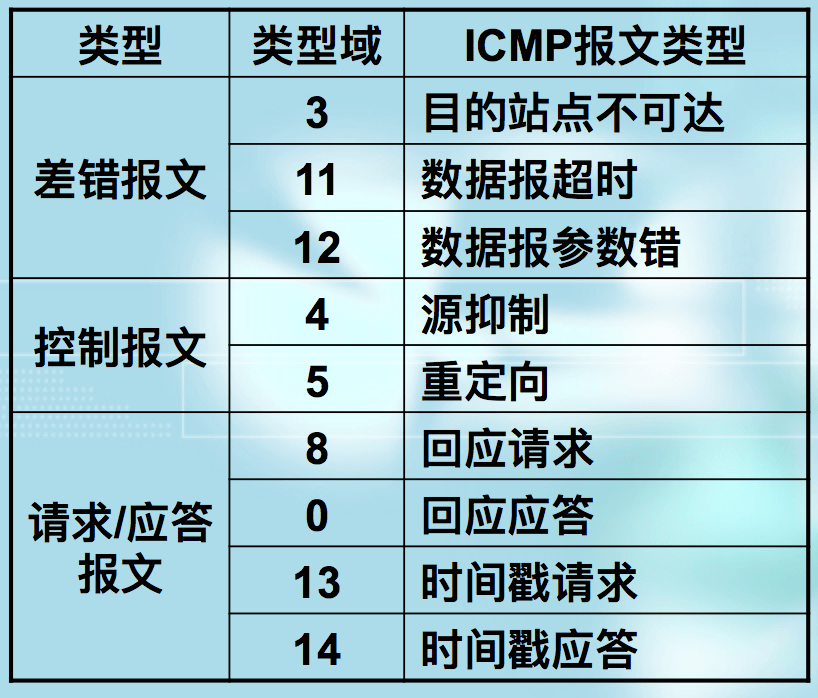 类型 类型域 ICMP报文类型
差错报文 3 目的站点不可达
11 数据报超时
12 数据报参数错
控制报文 4 源抑制
5 重定向
请求/应答
报文
8 回应请求
0 回应应答
13 时间戳请求
14 时间戳应答